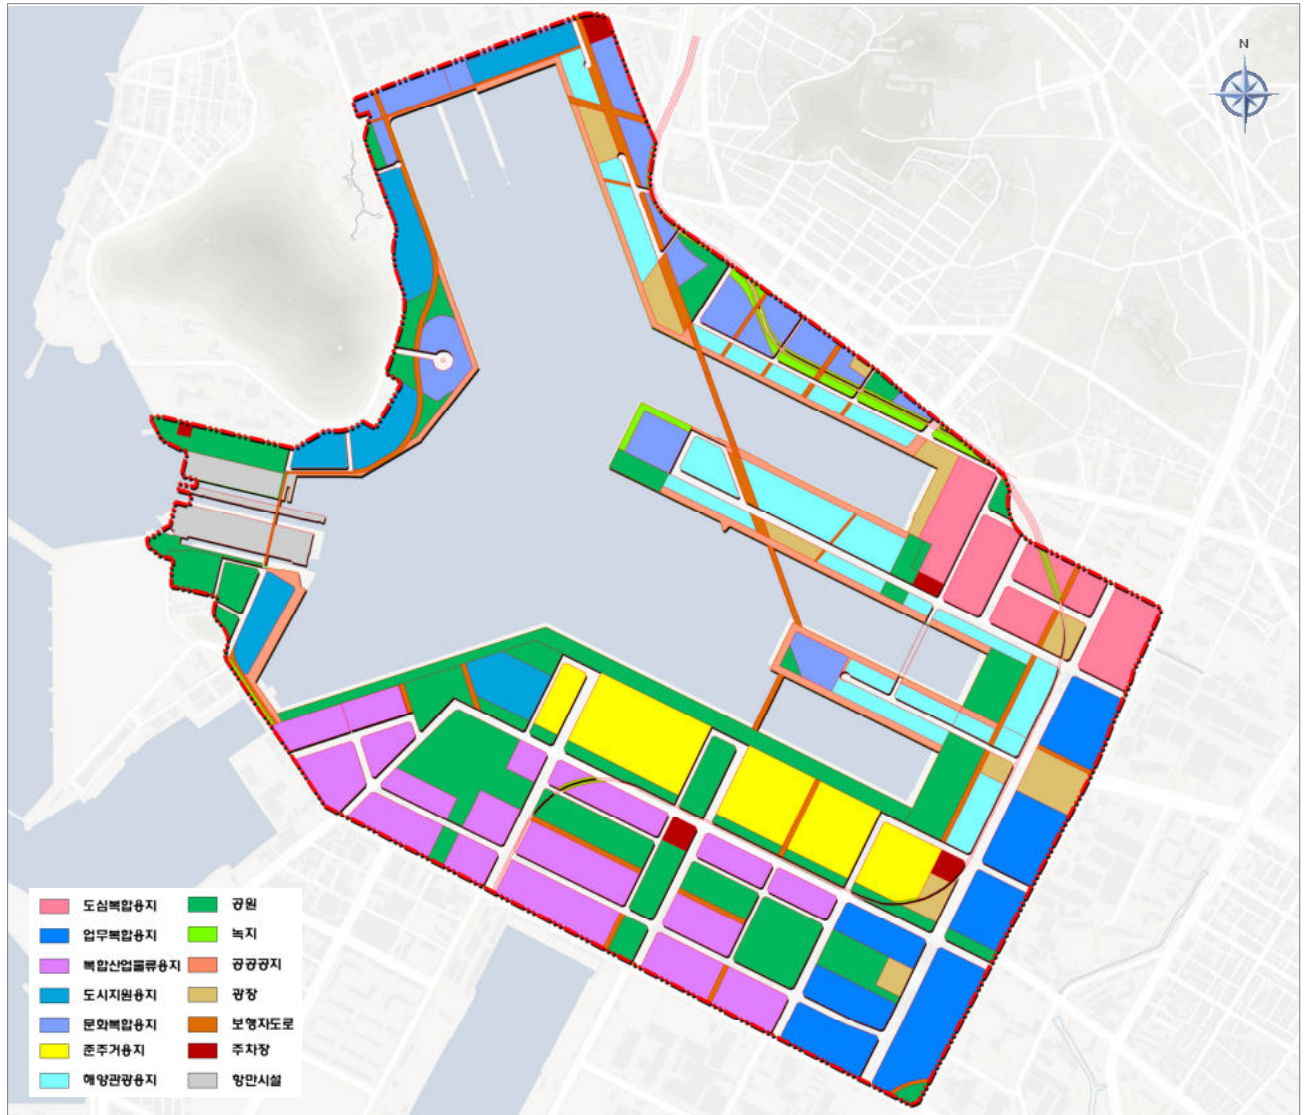 N
도심복합용지 공원
업무복합용지 녹지
복합산업물류용지 공공공지
도시지원용지 광장
문화복합용지 보행자도로
준주거용지 주차장
해양관광용지 항만시설